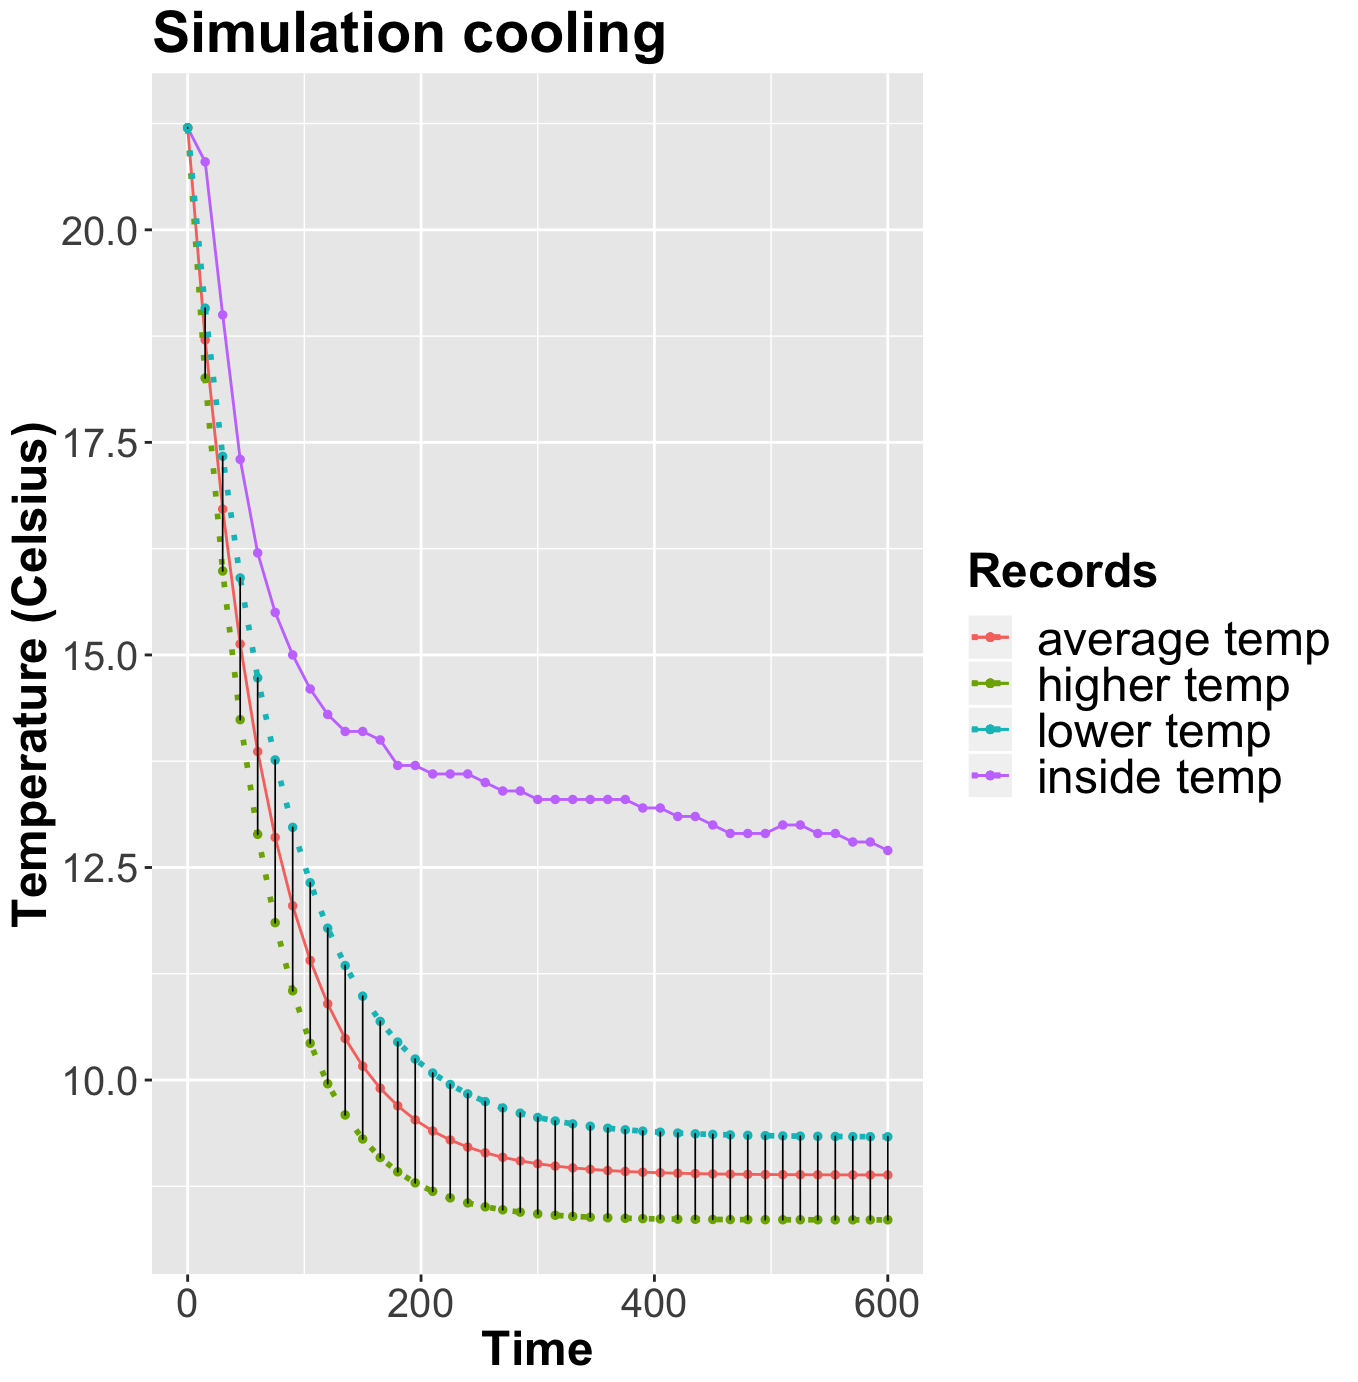 Simulation cooling
Temperature (Celsius)
20.0
17.5
15.0
12.5
10.0
0
200
400
600
Time
Records
average temp
higher temp
lower temp
inside temp